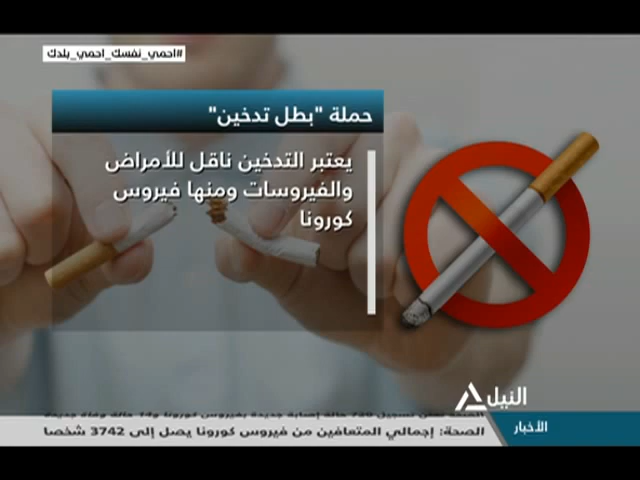 #احمي_نفسك_احمي_بلدك
حملة "بطل تدخين"
يعتبر التدخين ناقل للأمراض
والفيروسات ومنها فيروس
كورونا
النيل
الأخبار
الصحة: إجمالي المتعافين من فيروس كورونا يصل إلى 3742 شخصا